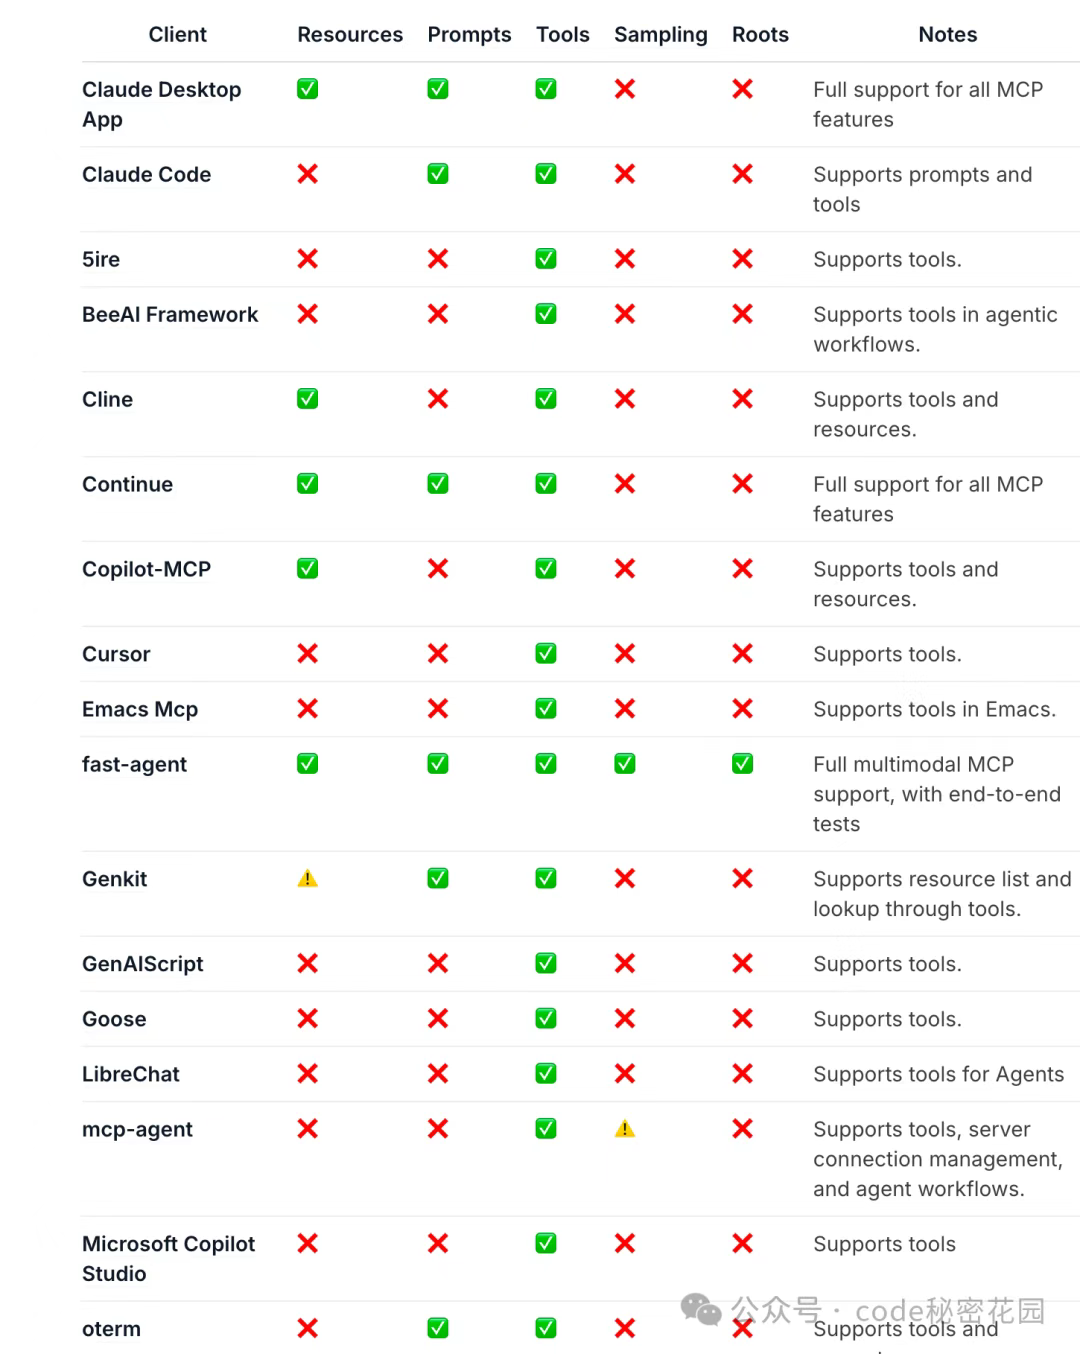 Client Resources Prompts Tools Sampling Roots Notes
Claude Desktop App ✅ ✅ ✅ ❌ ❌ Full support for all MCP features
Claude Code ❌ ✅ ✅ ❌ ❌ Supports prompts and tools
5ire ❌ ❌ ✅ ❌ ❌ Supports tools.
BeeAI Framework ❌ ❌ ✅ ❌ ❌ Supports tools in agentic workflows.
Cline ✅ ❌ ✅ ❌ ❌ Supports tools and resources.
Continue ✅ ✅ ✅ ❌ ❌ Full support for all MCP features
Copilot-MCP ✅ ❌ ✅ ❌ ❌ Supports tools and resources.
Cursor ❌ ❌ ✅ ❌ ❌ Supports tools.
Emacs Mcp ❌ ❌ ✅ ❌ ❌ Supports tools in Emacs.
fast-agent ✅ ✅ ✅ ✅ ✅ Full multimodal MCP support, with end-to-end tests
Genkit ⚠️ ✅ ✅ ❌ ❌ Supports resource list and lookup through tools.
GenAIScript ❌ ❌ ✅ ❌ ❌ Supports tools.
Goose ❌ ❌ ✅ ❌ ❌ Supports tools.
LibreChat ❌ ❌ ✅ ❌ ❌ Supports tools for Agents
mcp-agent ❌ ❌ ✅ ⚠️ ❌ Supports tools, server connection management, and agent workflows.
Microsoft Copilot Studio ❌ ❌ ✅ ❌ ❌ Supports tools
oterm ❌ ✅ ✅ ❌ ❌ Supports tools and
公众号 · code秘密花园